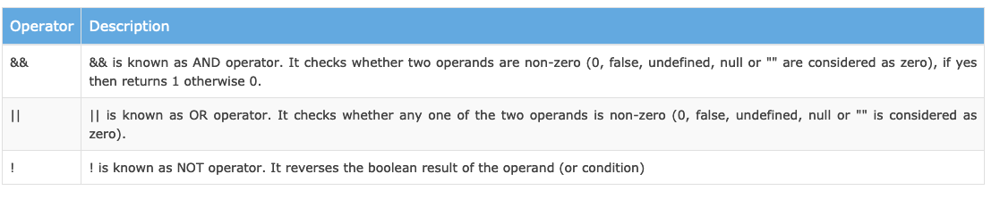 Operator Description
&& && is known as AND operator. It checks whether two operands are non-zero (0, false, undefined, null or "" are considered as zero), if yes
then returns 1 otherwise 0.
|| || is known as OR operator. It checks whether any one of the two operands is non-zero (0, false, undefined, null or "" is considered as
zero).
! ! is known as NOT operator. It reverses the boolean result of the operand (or condition)